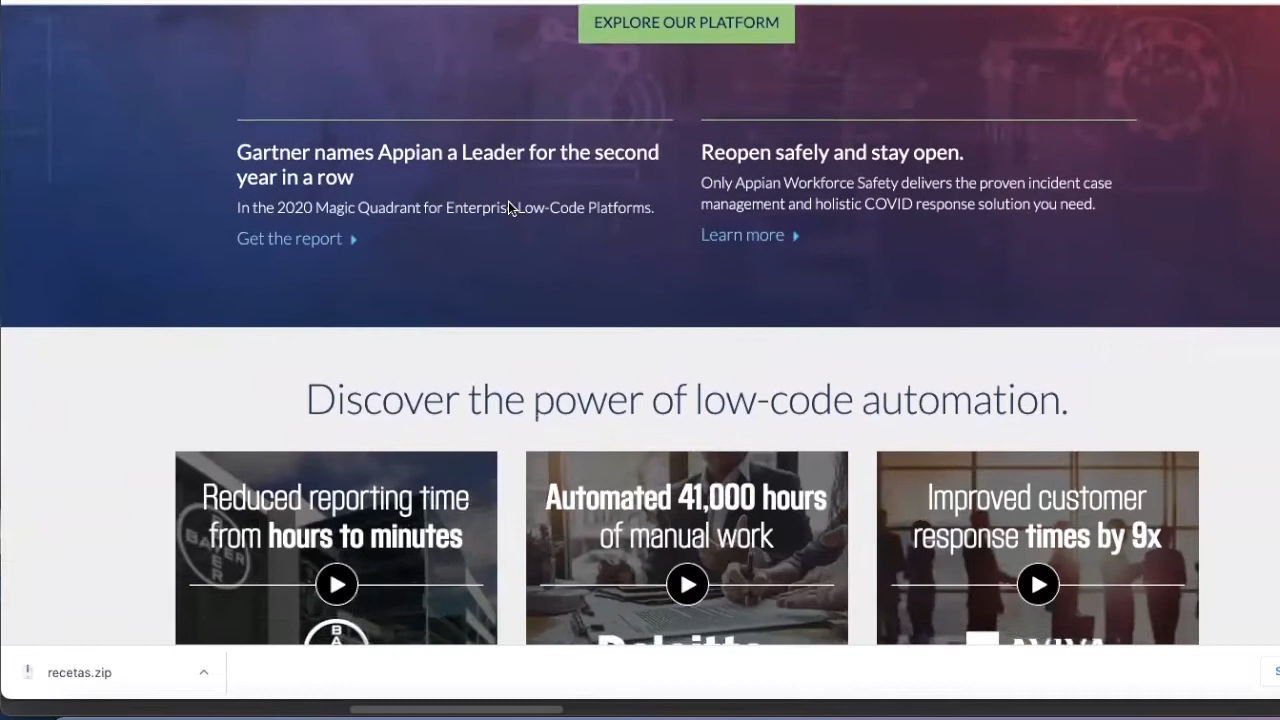 EXPLORE OUR PLATFORM
Gartner names Appian a Leader for the second
year in a row
In the 2020 Magic Quadrant for Enterprise Low-Code Platforms.
Get the report
Reopen safely and stay open.
Only Appian Workforce Safety delivers the proven incident case
management and holistic COVID response solution you need.
Learn more
Discover the power of low-code automation.
Reduced reporting time
from hours to minutes
BAYER
Automated 41,000 hours
of manual work
Deloitte
Improved customer
response times by 9x
AVIVA
recetas.zip